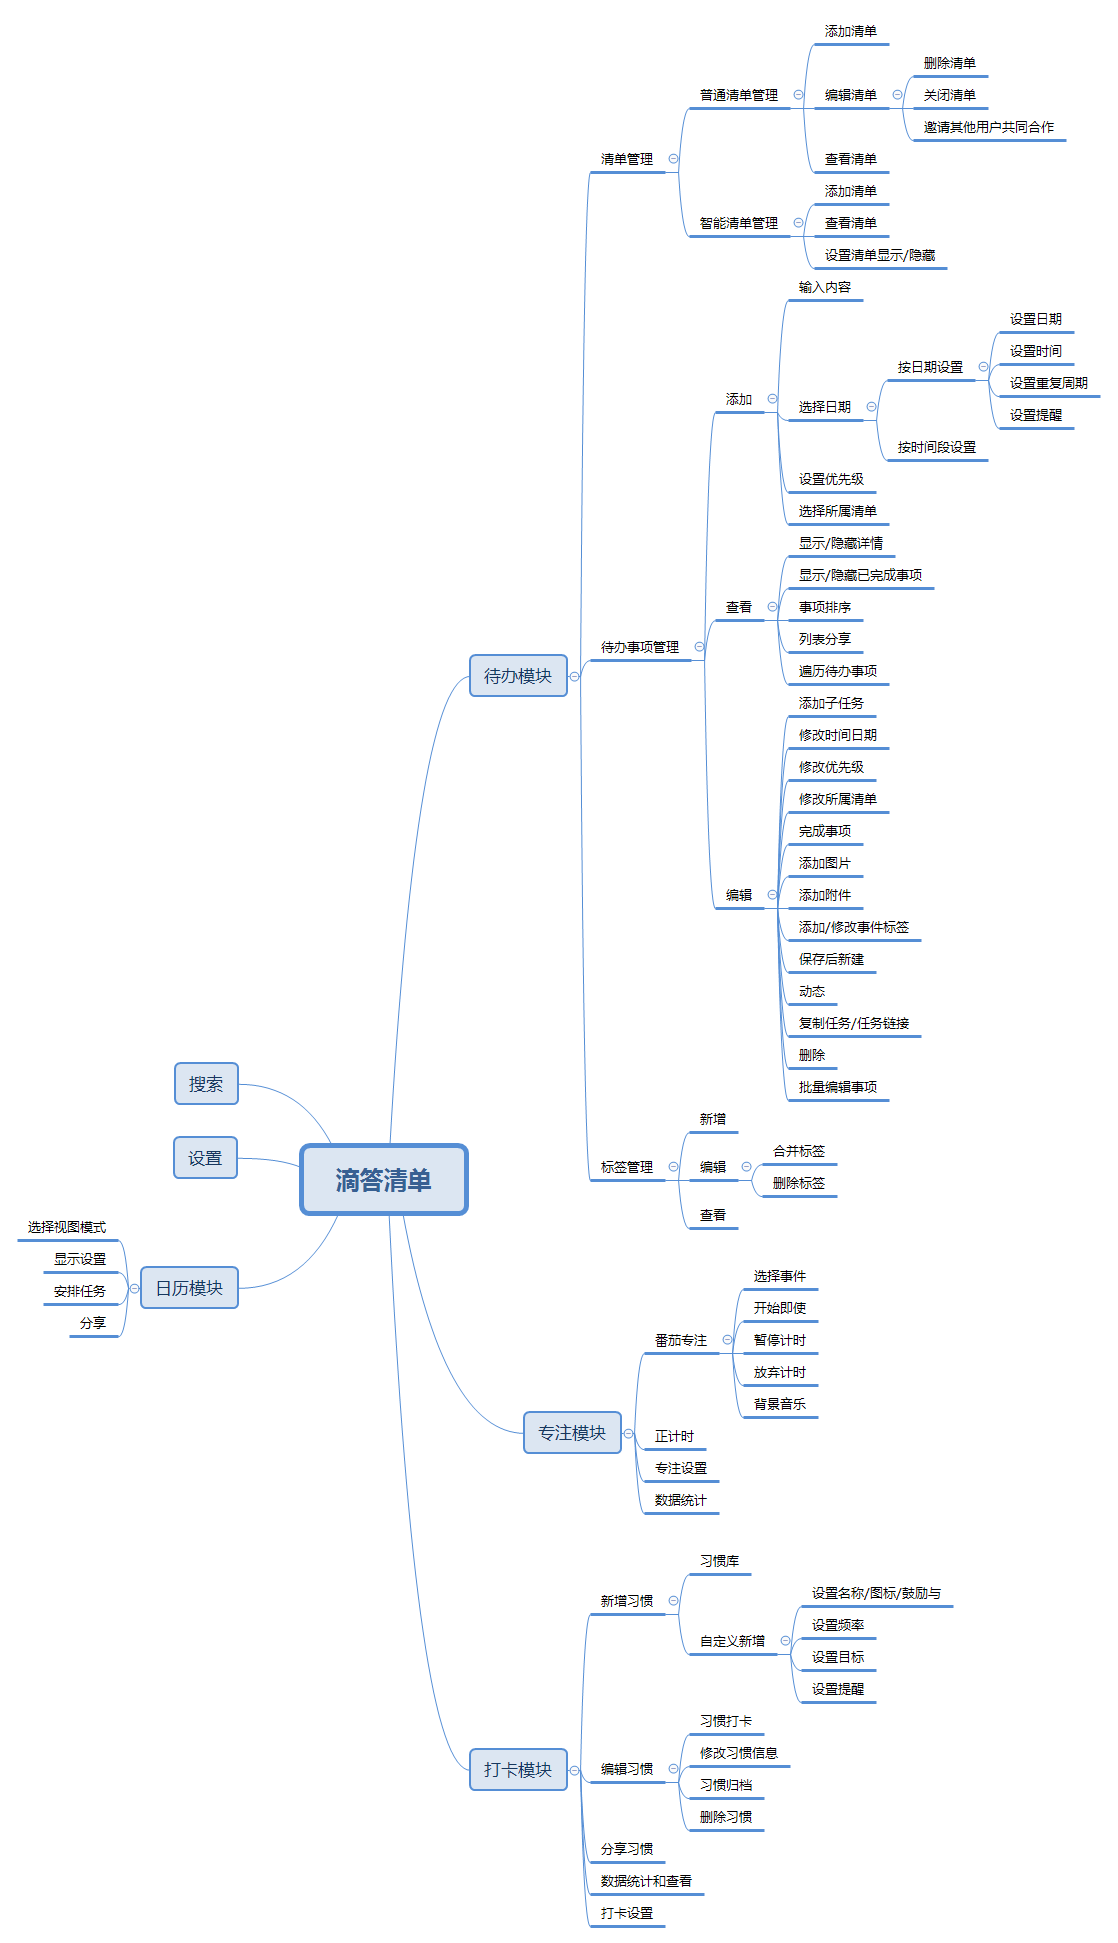 滴答清单
待办模块
清单管理
普通清单管理
添加清单
编辑清单
删除清单
关闭清单
邀请其他用户共同合作
查看清单
智能清单管理
添加清单
查看清单
设置清单显示/隐藏
待办事项管理
添加
输入内容
选择日期
按日期设置
设置日期
设置时间
设置重复周期
设置提醒
按时间段设置
设置优先级
选择所属清单
查看
显示/隐藏详情
显示/隐藏已完成事项
事项排序
列表分享
遍历待办事项
编辑
添加子任务
修改时间日期
修改优先级
修改所属清单
完成事项
添加图片
添加附件
添加/修改事件标签
保存后新建
动态
复制任务/任务链接
删除
批量编辑事项
标签管理
新增
编辑
合并标签
删除标签
查看
专注模块
番茄专注
选择事件
开始即使
暂停计时
放弃计时
背景音乐
正计时
专注设置
数据统计
打卡模块
新增习惯
习惯库
自定义新增
设置名称/图标/鼓励与
设置频率
设置目标
设置提醒
编辑习惯
习惯打卡
修改习惯信息
习惯归档
删除习惯
分享习惯
数据统计和查看
打卡设置
搜索
设置
日历模块
选择视图模式
显示设置
安排任务
分享